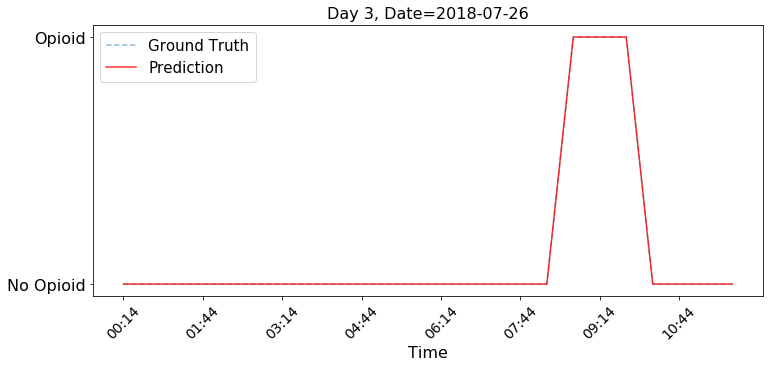 Day 3, Date=2018-07-26
Opioid
Ground Truth
Prediction
No Opioid
00:14
01:44
03:14
04:44
06:14
07:44
09:14
10:44
Time